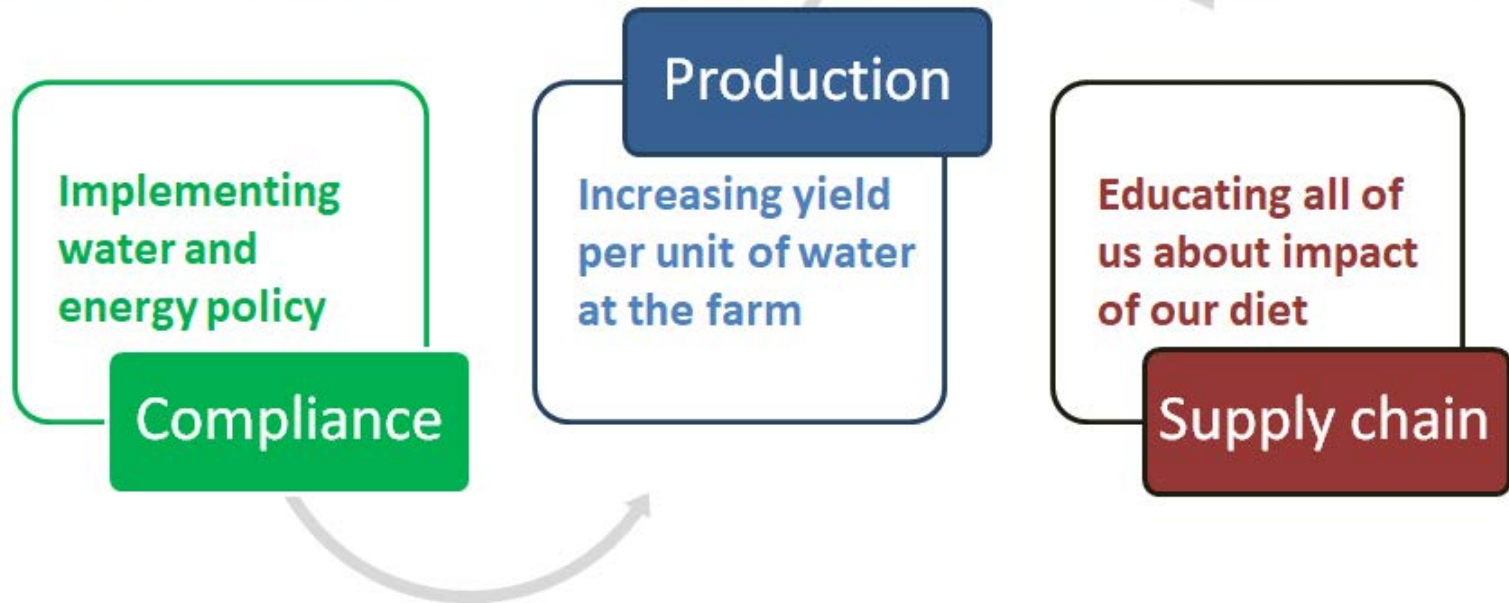 Implementing
water and
energy policy
Compliance
Production
Increasing yield
per unit of water
at the farm
Educating all of
us about impact
of our diet
Supply chain